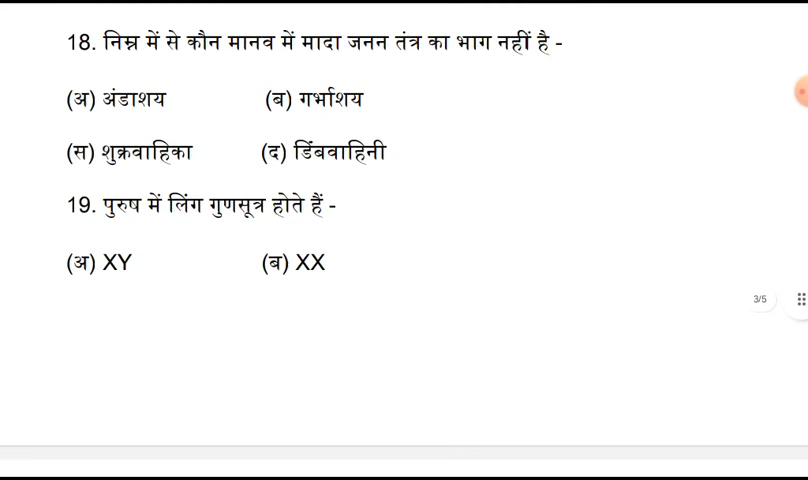 18. निम्न में से कौन मानव में मादा जनन तंत्र का भाग नहीं है -
(अ) अंडाशय (ब) गर्भाशय
(स) शुक्रवाहिका (द) डिंबवाहिनी
19. पुरुष में लिंग गुणसूत्र होते हैं -
(अ) XY (ब) XX
3/5